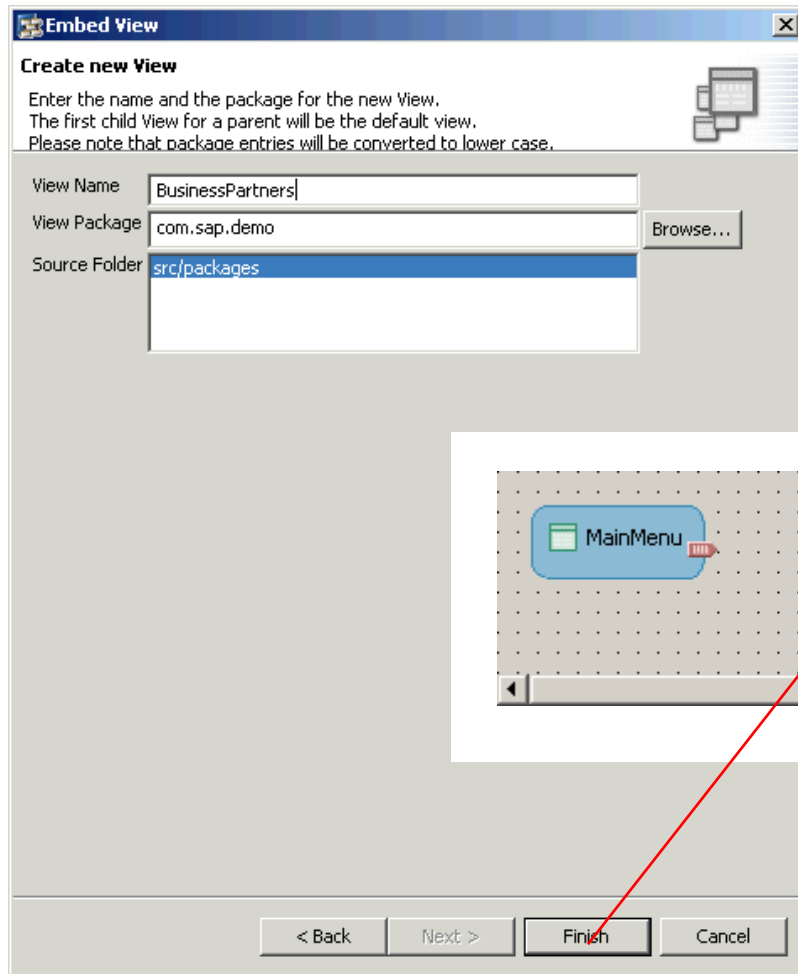 Embed View
Create new View
Enter the name and the package for the new View.
The first child View for a parent will be the default view.
Please note that package entries will be converted to lower case.
View Name BusinessPartners
View Package com.sap.demo Browse...
Source Folder src/packages
MainMenu
< Back Next > Finish Cancel